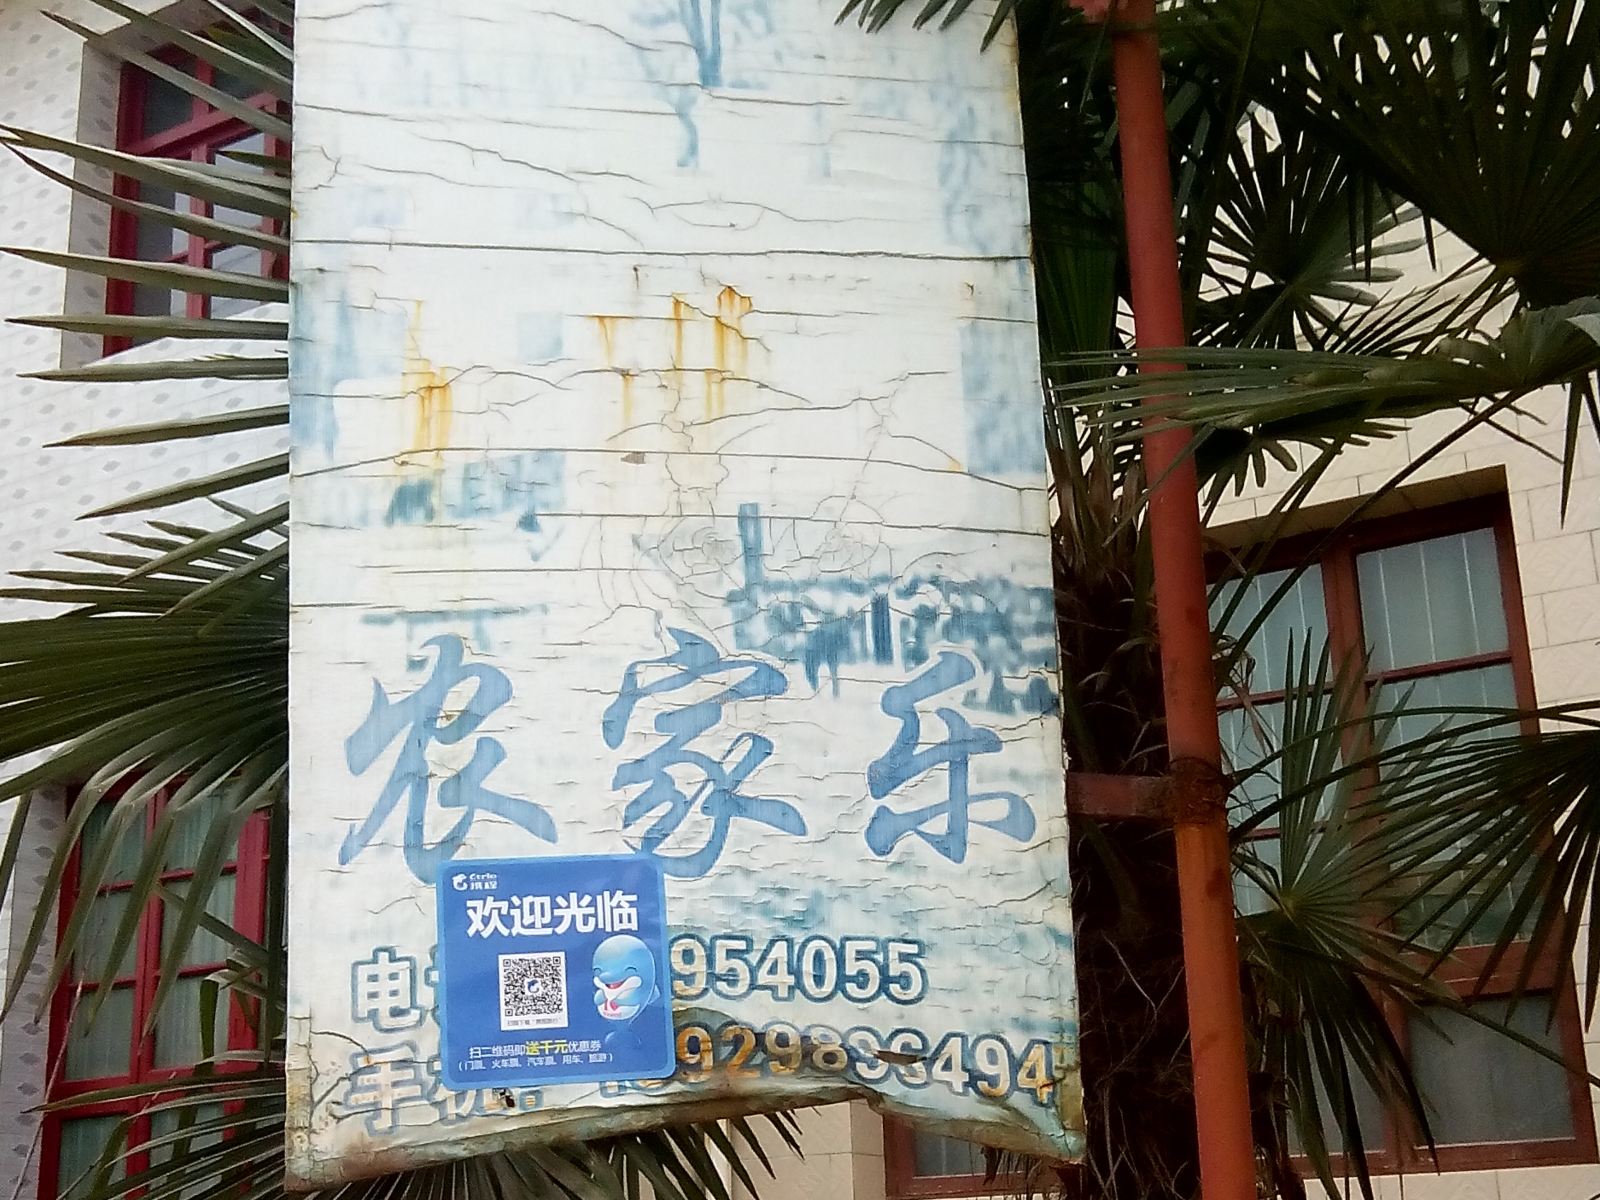 农家乐
Ctrip
携程
欢迎光临
扫二维码即送千元优惠券
(门票、火车票、汽车票、用车、旅游)
电 954055
手机: 13929896494